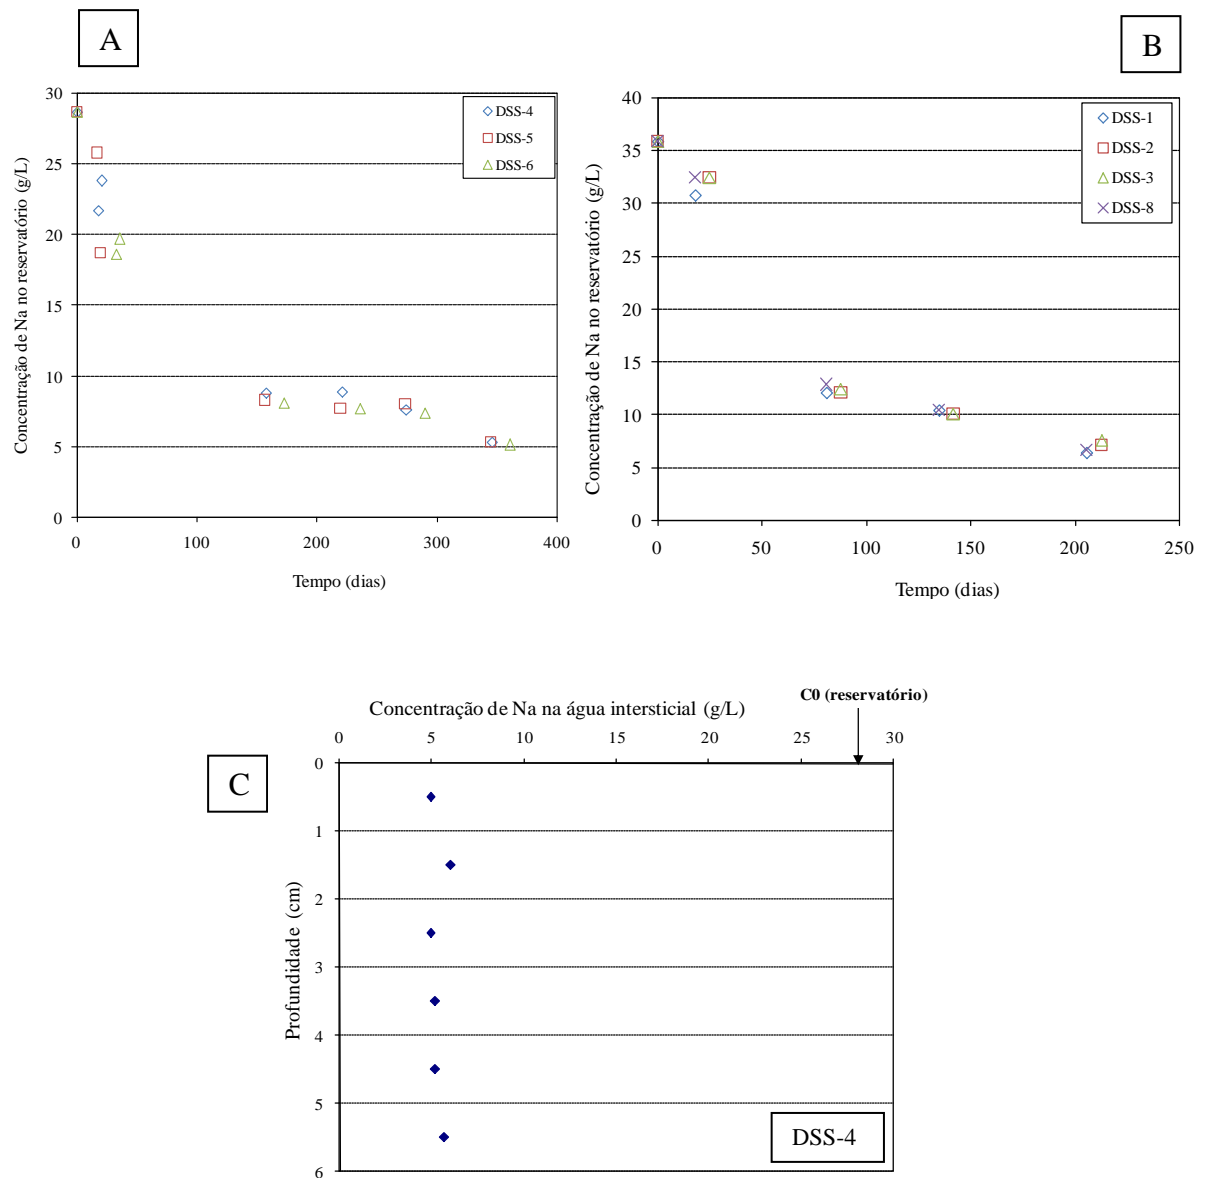 A
B
30
25
20
15
10
5
0
0 100 200 300 400
Concentração de Na no reservatório (g/L)
Tempo (dias)
DSS-4
DSS-5
DSS-6
40
35
30
25
20
15
10
5
0
0 50 100 150 200 250
Concentração de Na no reservatório (g/L)
Tempo (dias)
DSS-1
DSS-2
DSS-3
DSS-8
C0 (reservatório)
Concentração de Na na água intersticial (g/L)
0 5 10 15 20 25 30
C
0
1
2
3
4
5
6
Profundidade (cm)
DSS-4